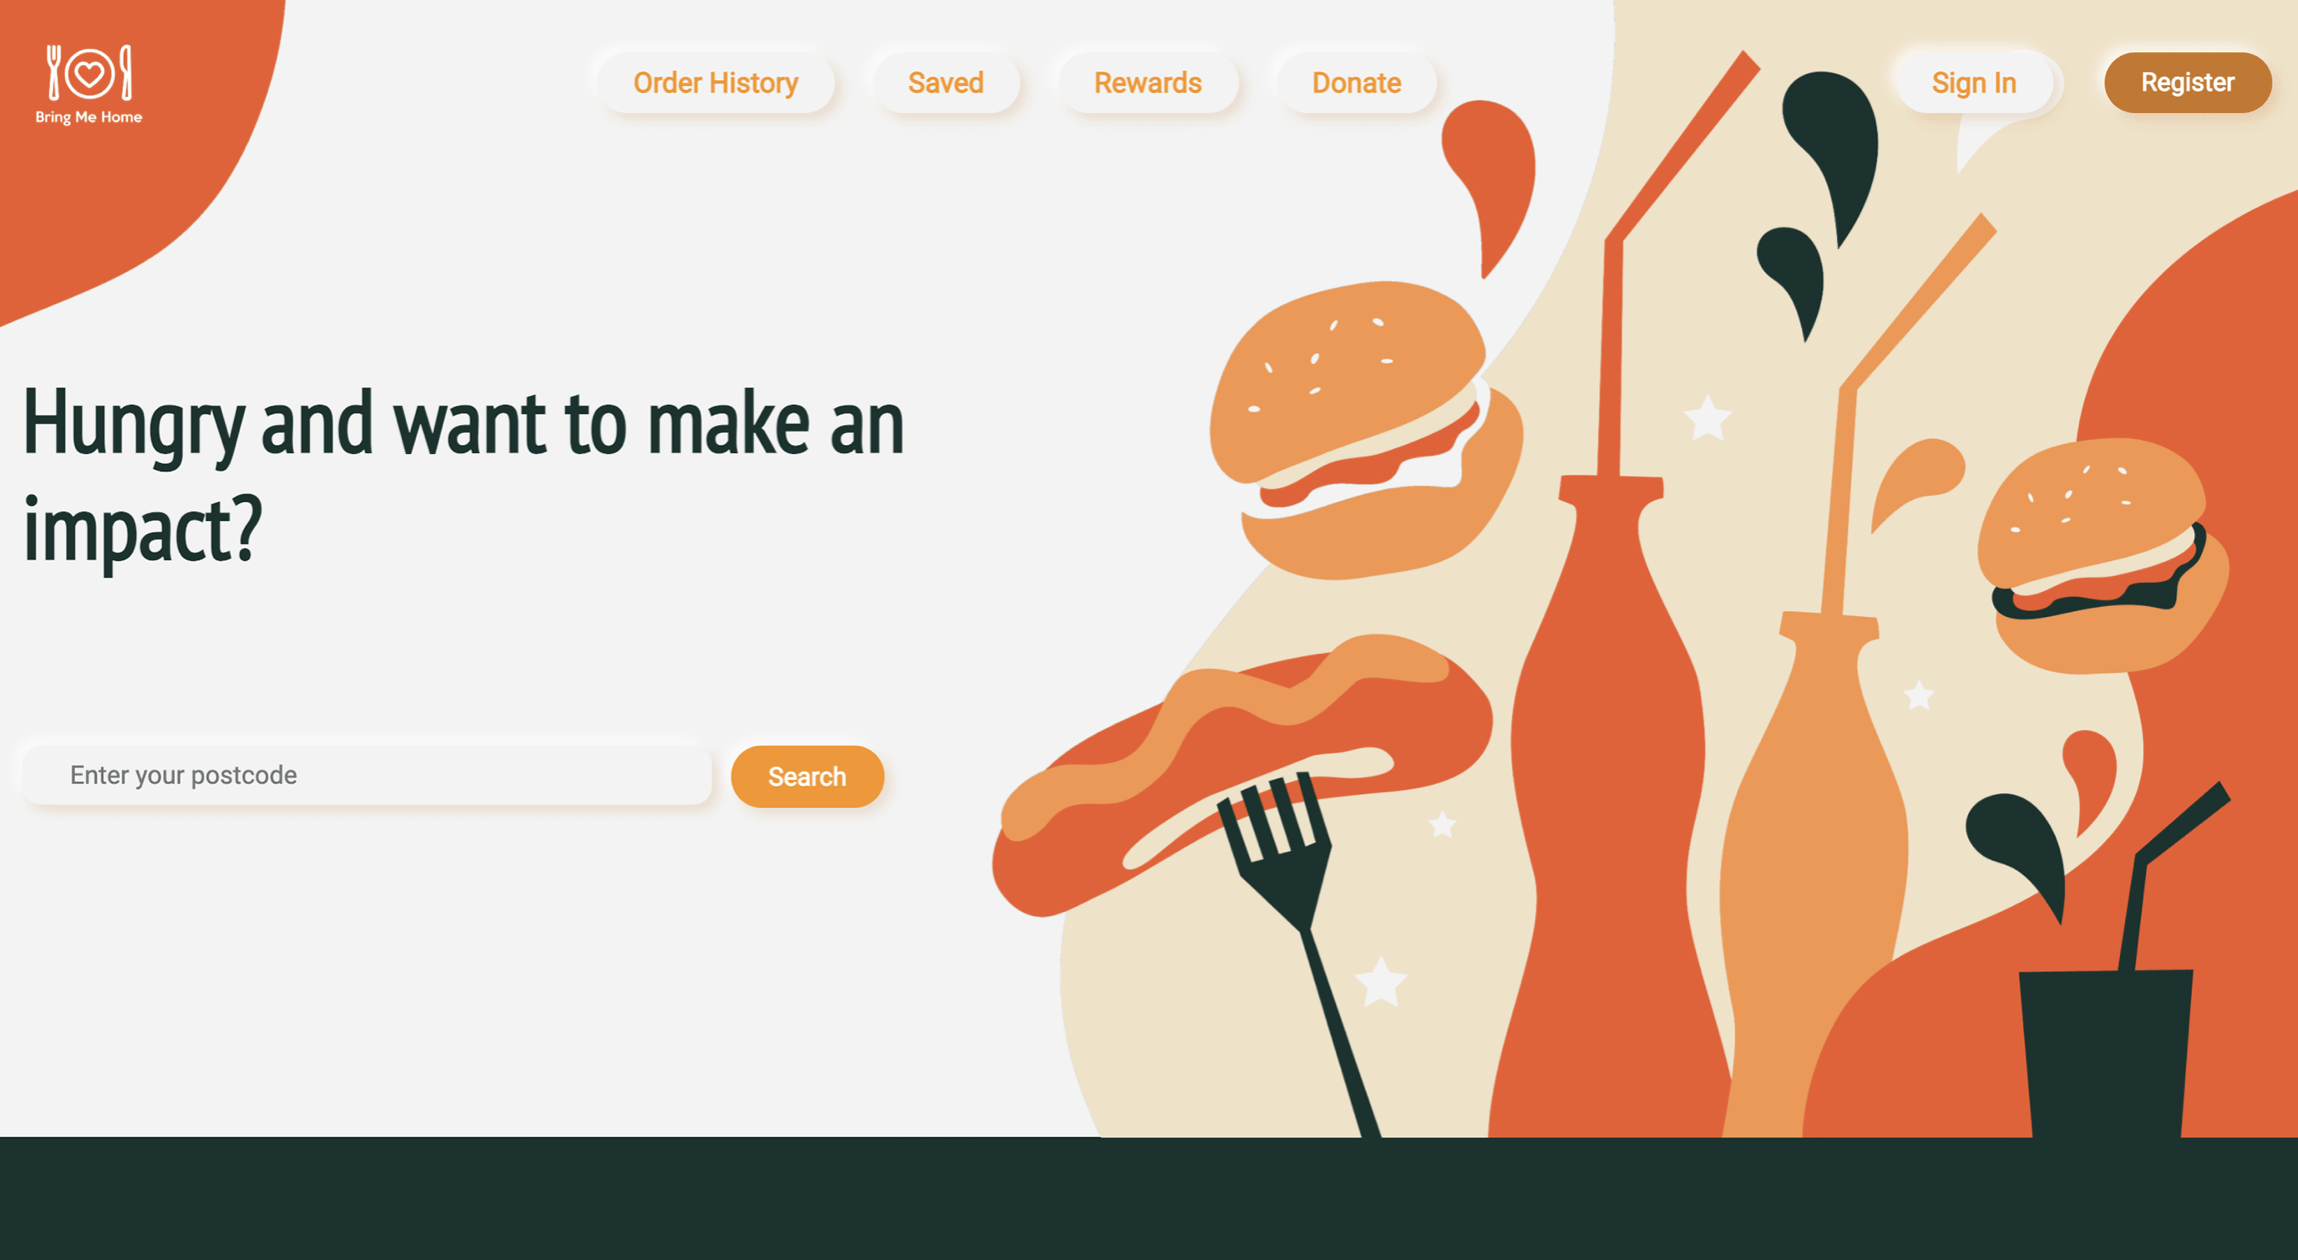 Bring Me Home
Order History
Saved
Rewards
Donate
Sign In
Register
Hungry and want to make an
impact?
Enter your postcode
Search